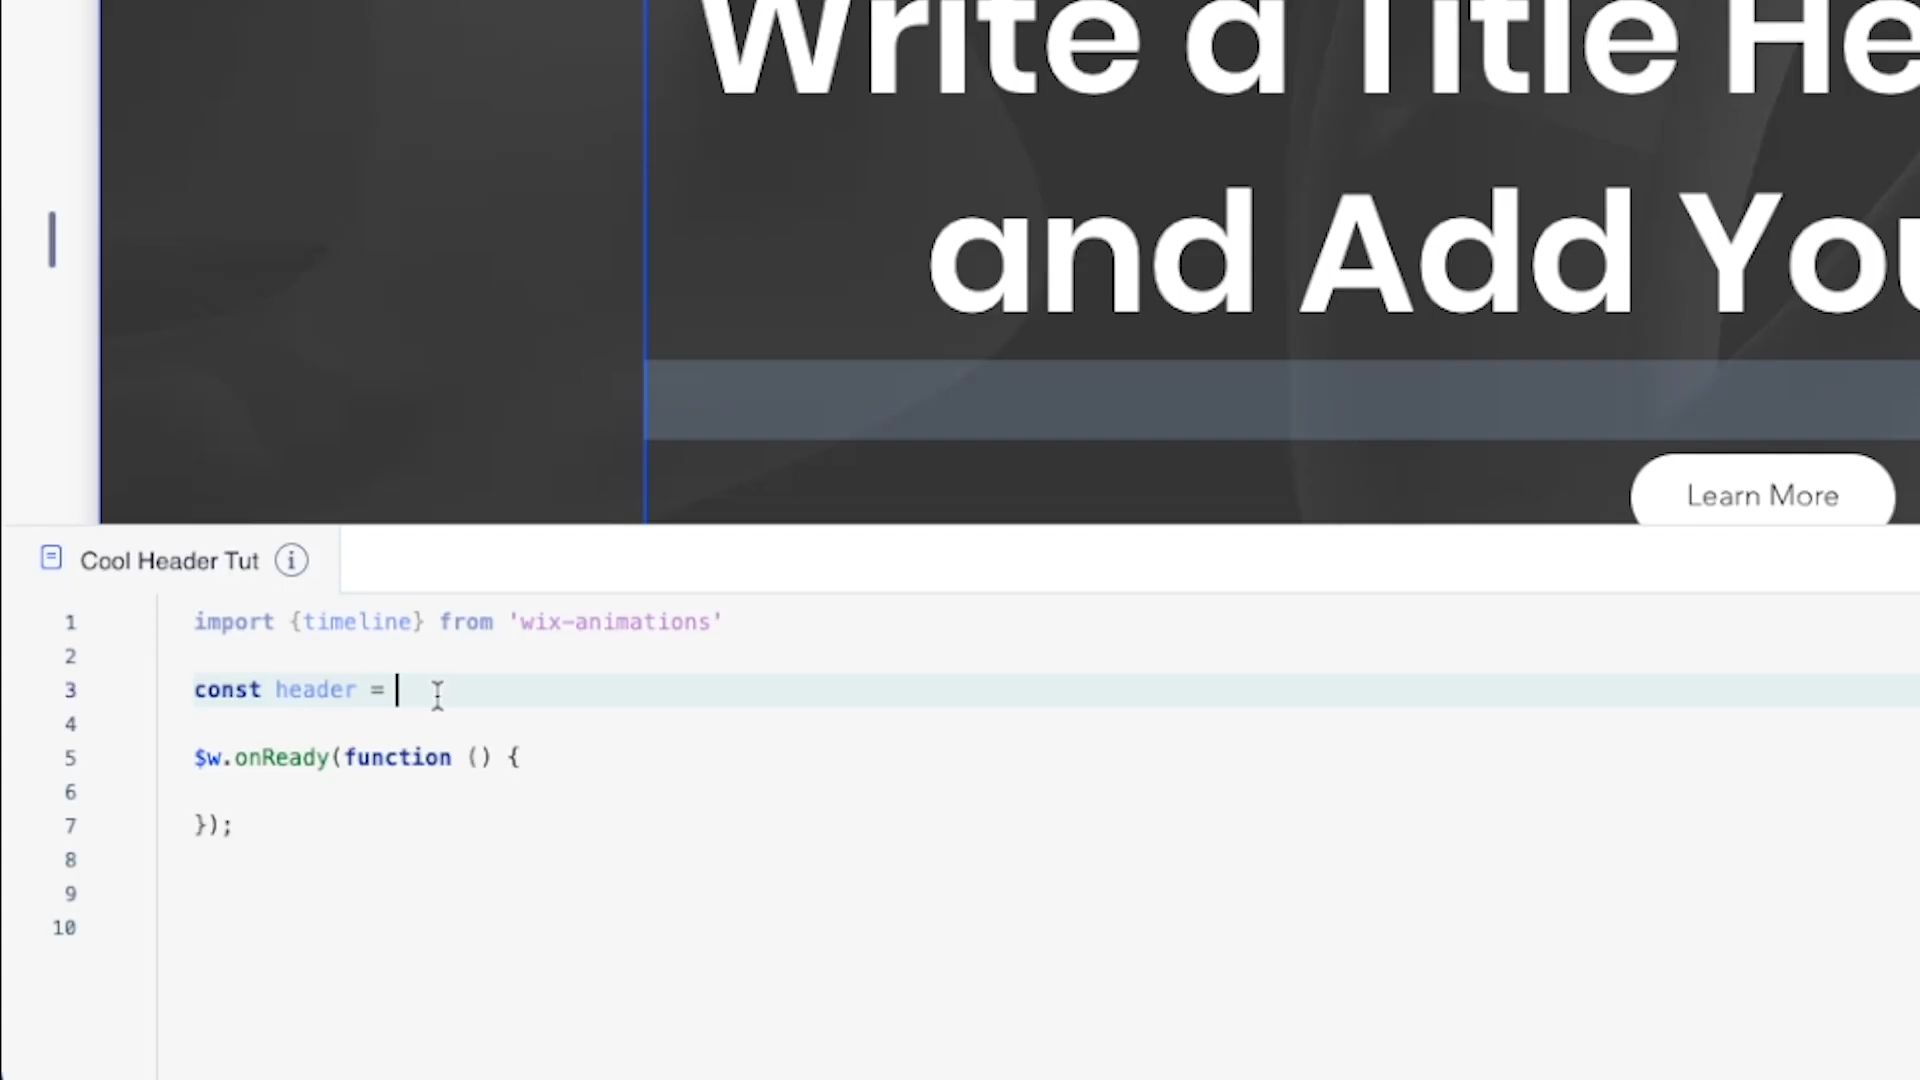 Write a Title He
and Add You
Learn More
Cool Header Tut
1 import {timeline} from 'wix-animations'
2
3 const header =
4
5 $w.onReady(function () {
6
7 });
8
9
10